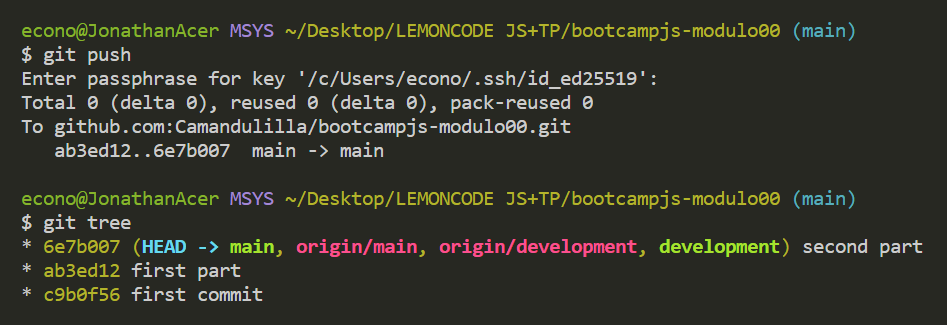 econo@JonathanAcer MSYS ~/Desktop/LEMONCODE JS+TP/bootcampjs-modulo00 (main)
$ git push
Enter passphrase for key '/c/Users/econo/.ssh/id_ed25519':
Total 0 (delta 0), reused 0 (delta 0), pack-reused 0
To github.com:Camandulilla/bootcampjs-modulo00.git
   ab3ed12..6e7b007  main -> main

econo@JonathanAcer MSYS ~/Desktop/LEMONCODE JS+TP/bootcampjs-modulo00 (main)
$ git tree
* 6e7b007 (HEAD -> main, origin/main, origin/development, development) second part
* ab3ed12 first part
* c9b0f56 first commit